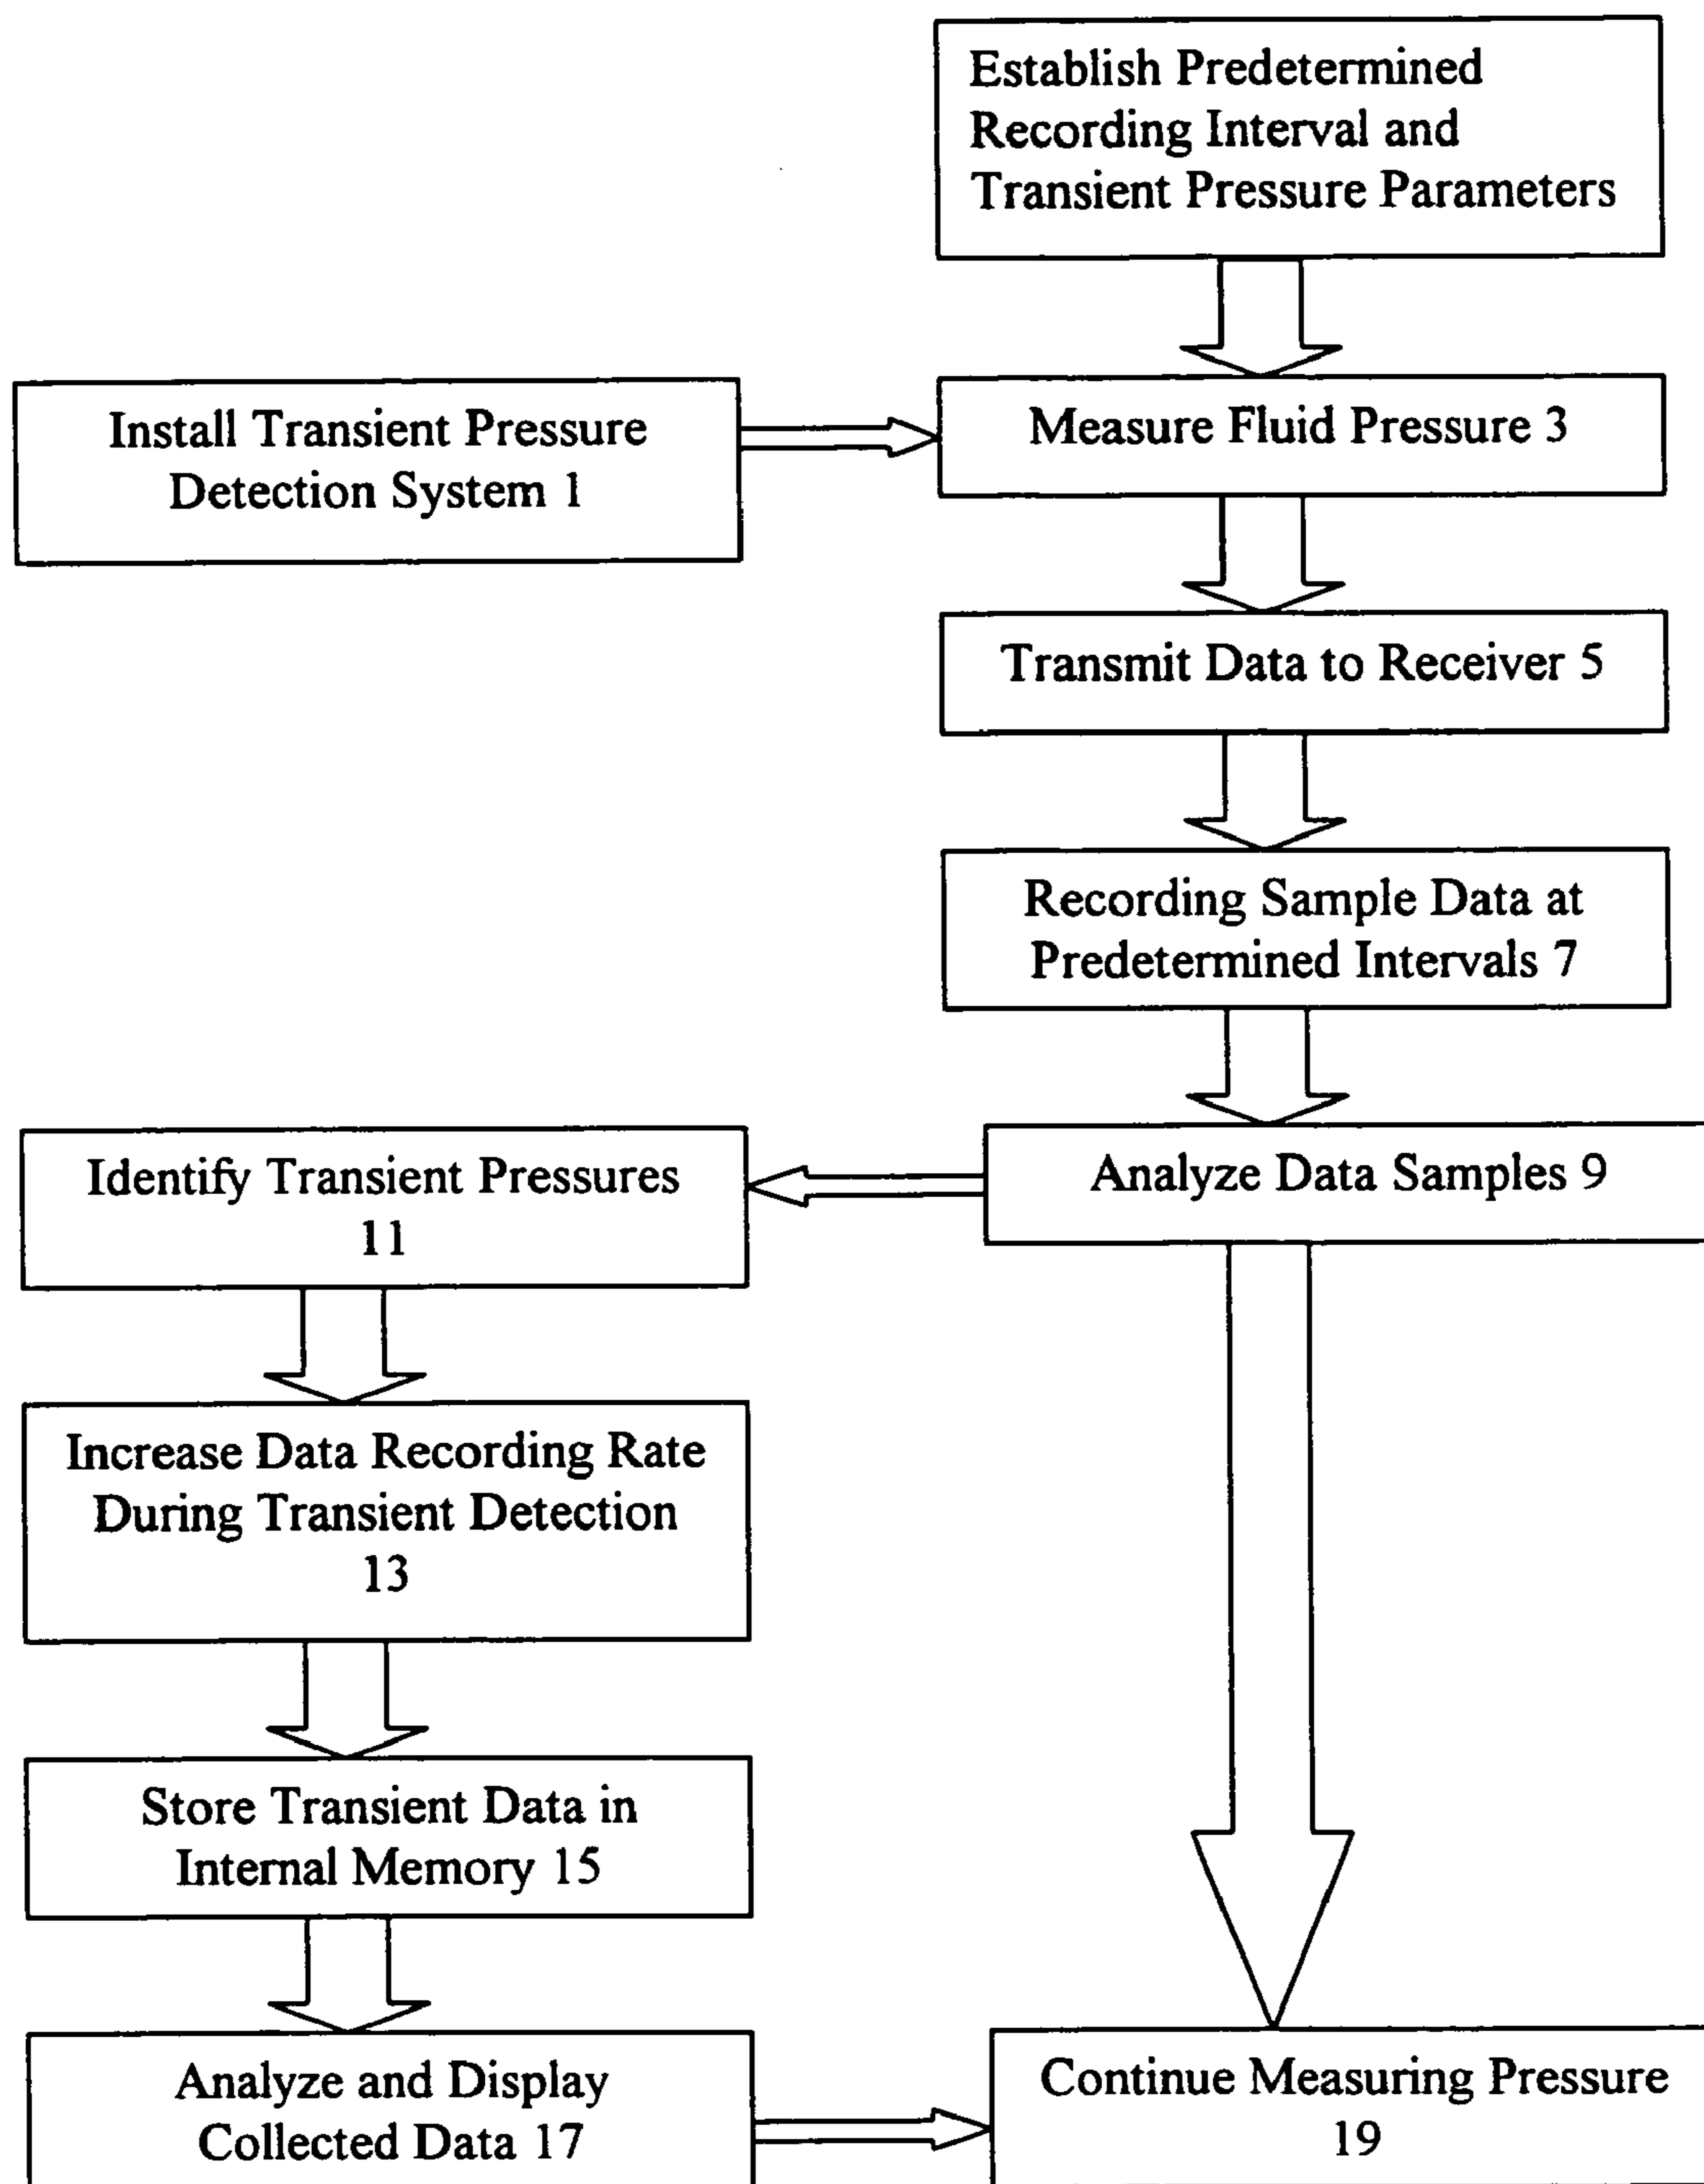 Establish Predetermined
Recording Interval and
Transient Pressure Parameters
Install Transient Pressure
Detection System 1
Measure Fluid Pressure 3
Transmit Data to Receiver 5
Recording Sample Data at
Predetermined Intervals 7
Analyze Data Samples 9
Identify Transient Pressures
11
Increase Data Recording Rate
During Transient Detection
13
Store Transient Data in
Internal Memory 15
Analyze and Display
Collected Data 17
Continue Measuring Pressure
19